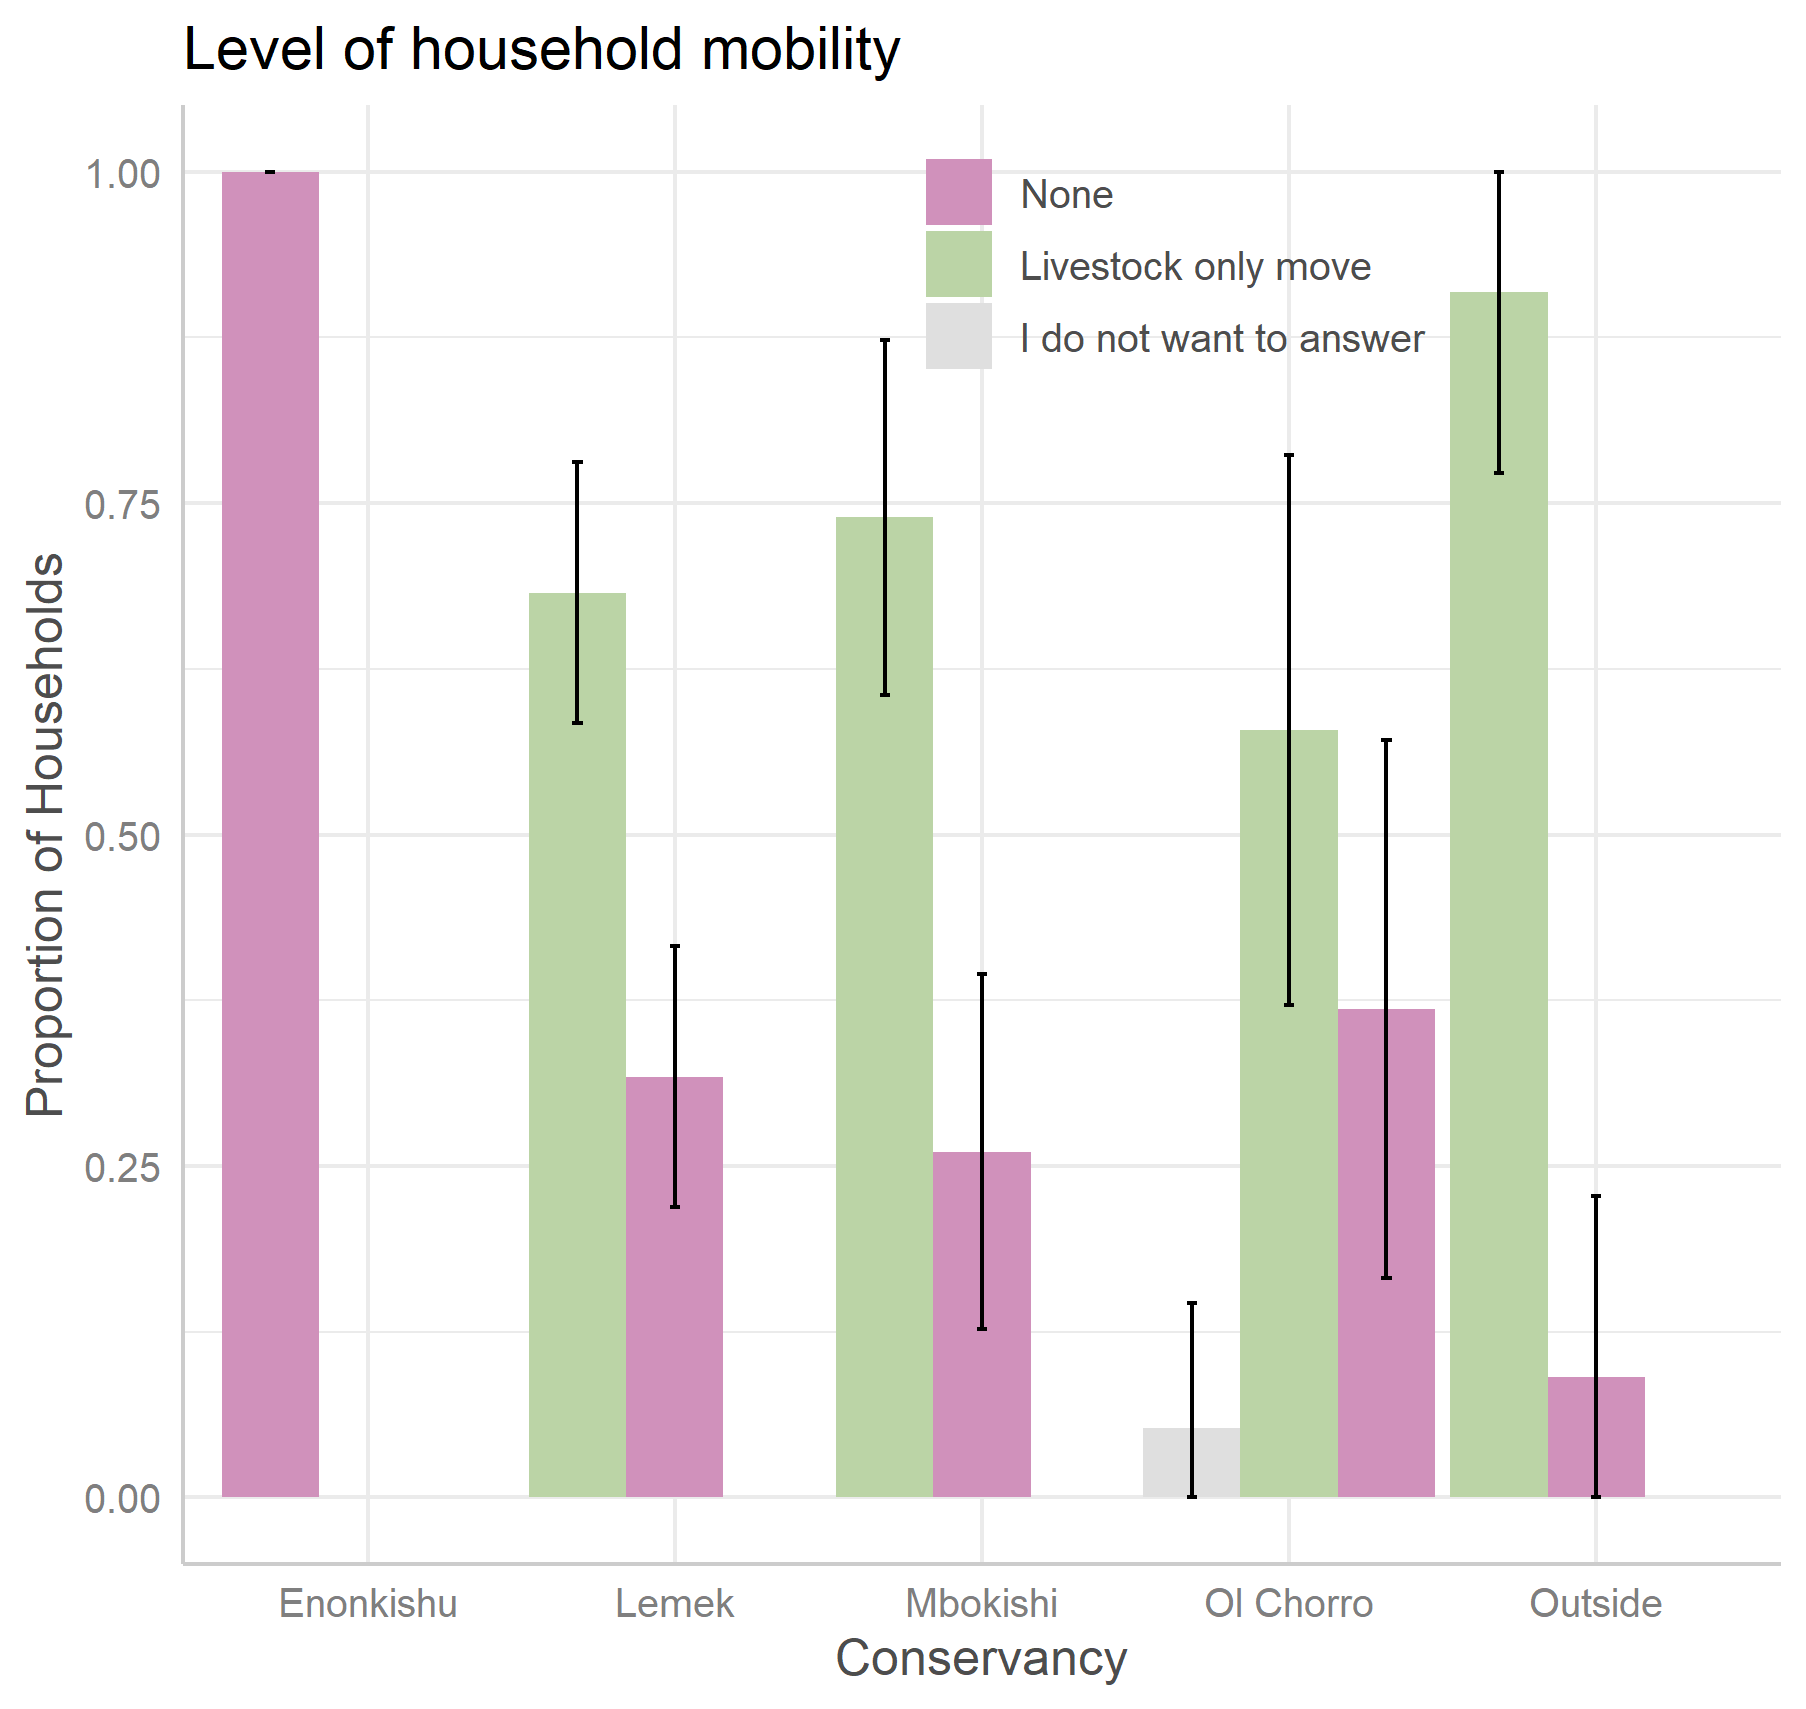 Level of household mobility
None
Livestock only move
I do not want to answer
1.00
0.75
0.50
0.25
0.00
Proportion of Households
Enonkishu
Lemek
Mbokishi
Ol Chorro
Outside
Conservancy